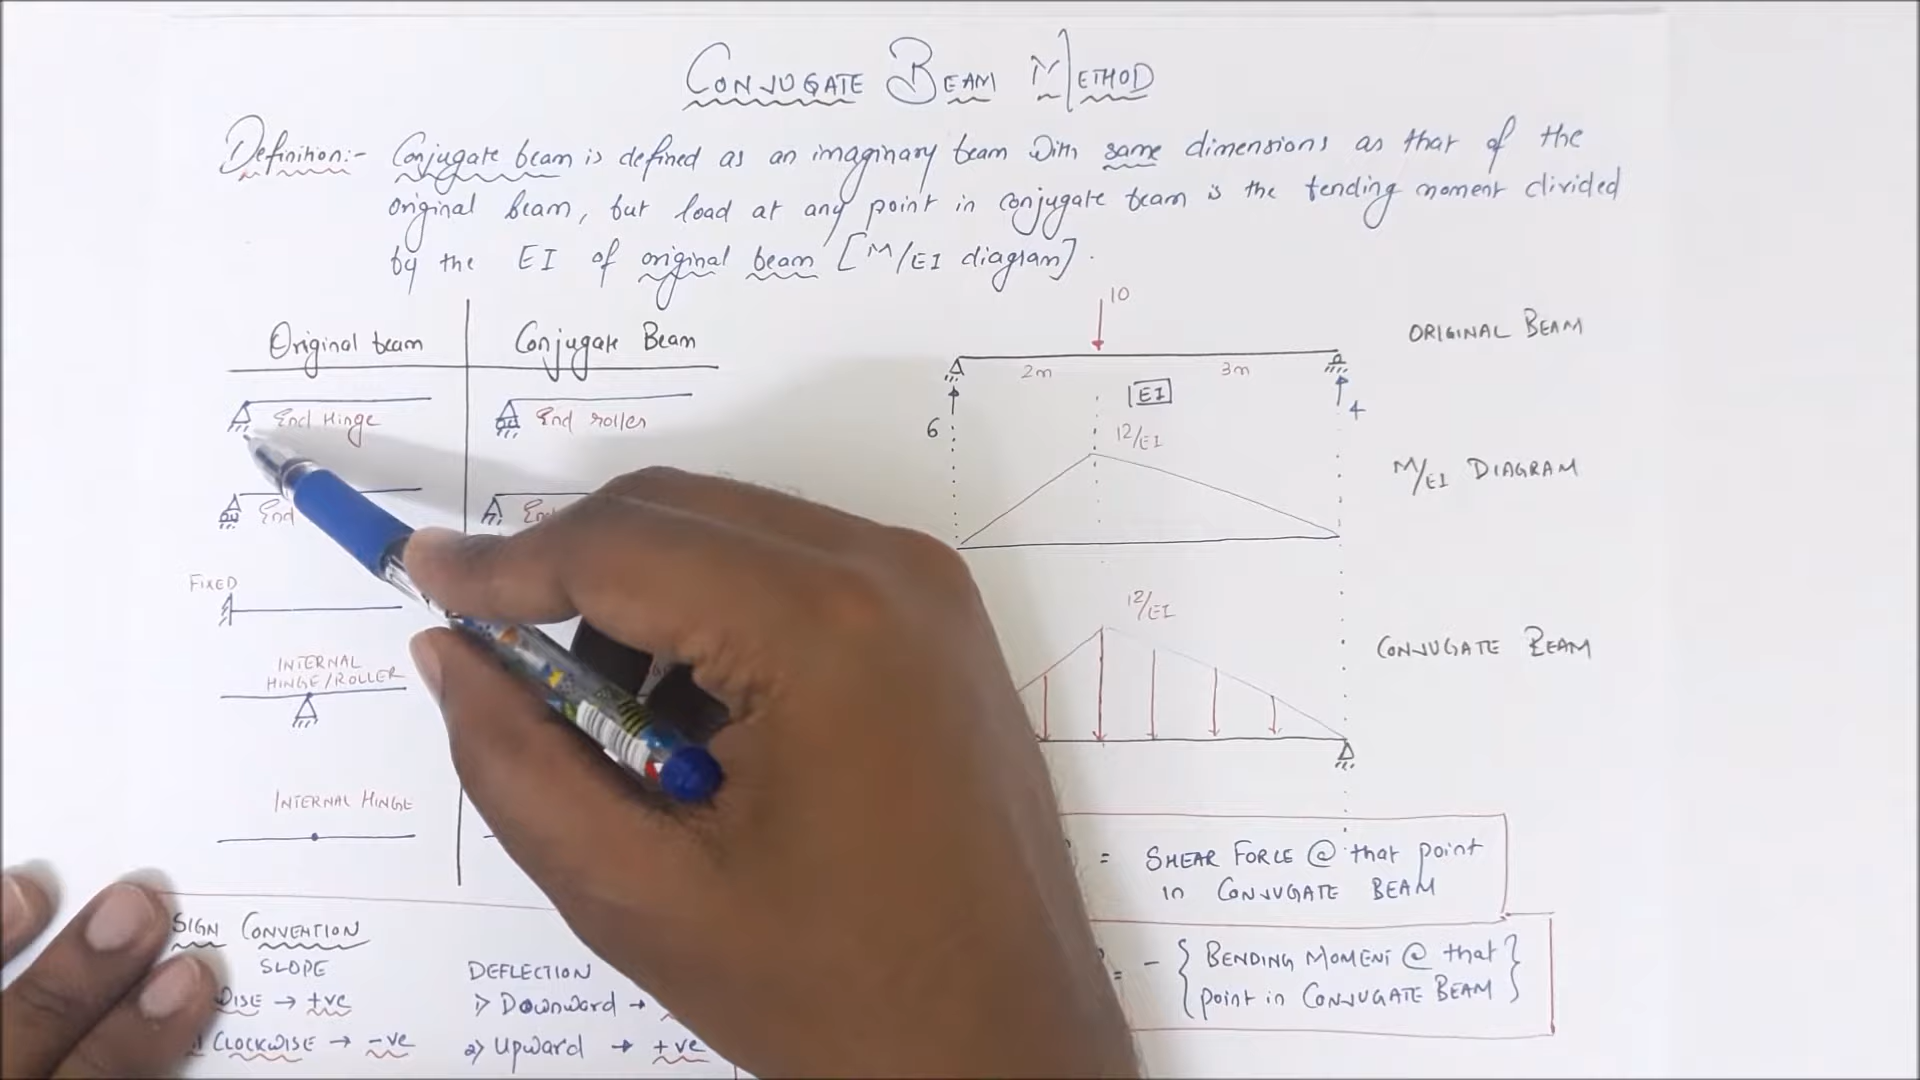 CONJUGATE BEAM METHOD
Definition:- Conjugate beam is defined as an imaginary beam with same dimensions as that of the
original beam, but load at any point in conjugate beam is the bending moment divided
by the EI of original beam [M/EI diagram].
Original beam
Conjugate Beam
End Hinge
End roller
End
FIXED
INTERNAL
HINGE/ROLLER
INTERNAL HINGE
10
2m
3m
EI
6
4
ORIGINAL BEAM
12/EI
M/EI DIAGRAM
12/EI
CONJUGATE BEAM
= SHEAR FORCE @ that point
in CONJUGATE BEAM
= - { BENDING MOMENT @ that
point in CONJUGATE BEAM }
SIGN CONVENTION
SLOPE
WISE → +ve
CLOCKWISE → -ve
DEFLECTION
1> Downward →
2> Upward → +ve